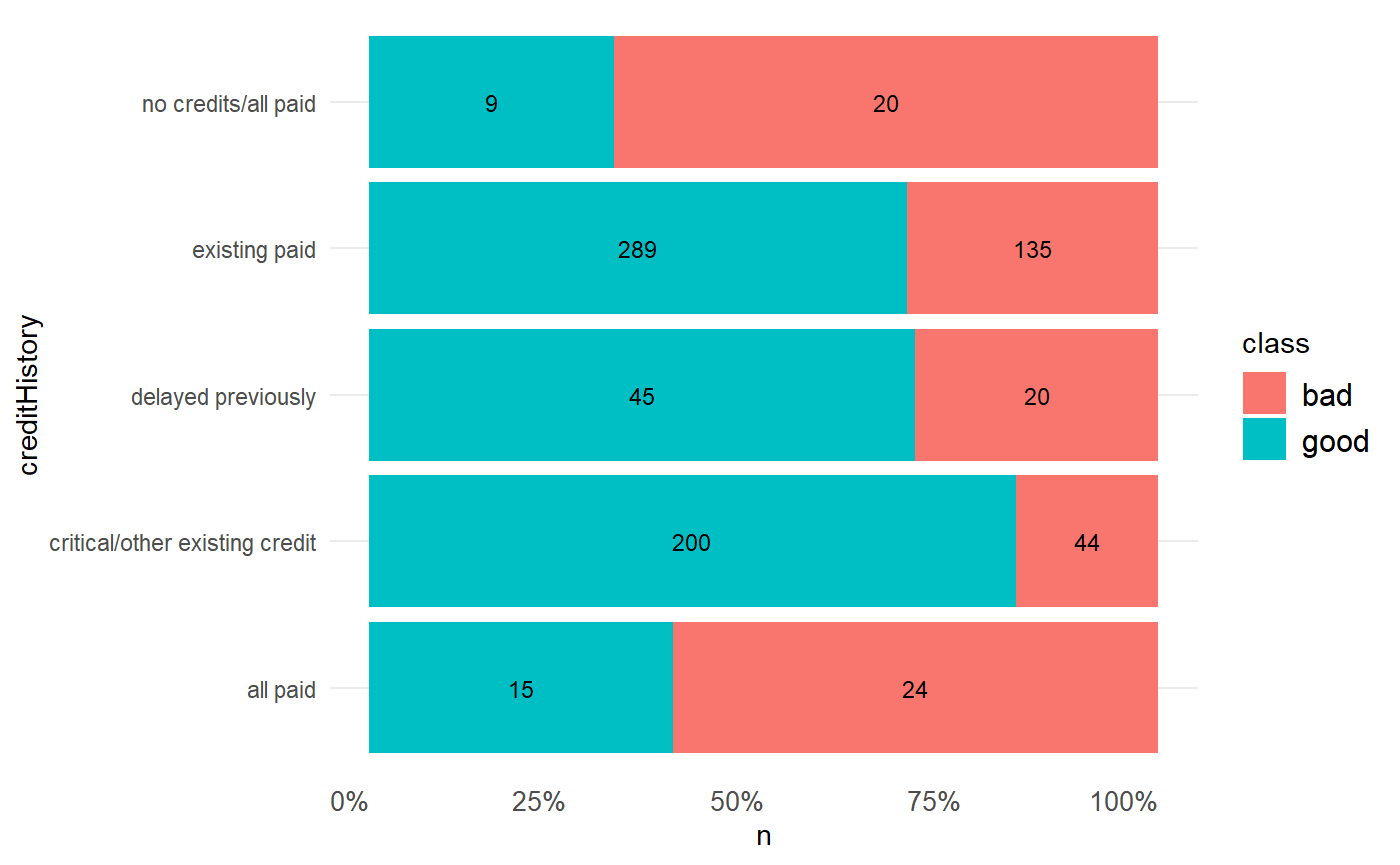 no credits/all paid
9
20
existing paid
289
135
delayed previously
45
20
critical/other existing credit
200
44
all paid
15
24
0%
25%
50%
75%
100%
n
creditHistory
class
bad
good